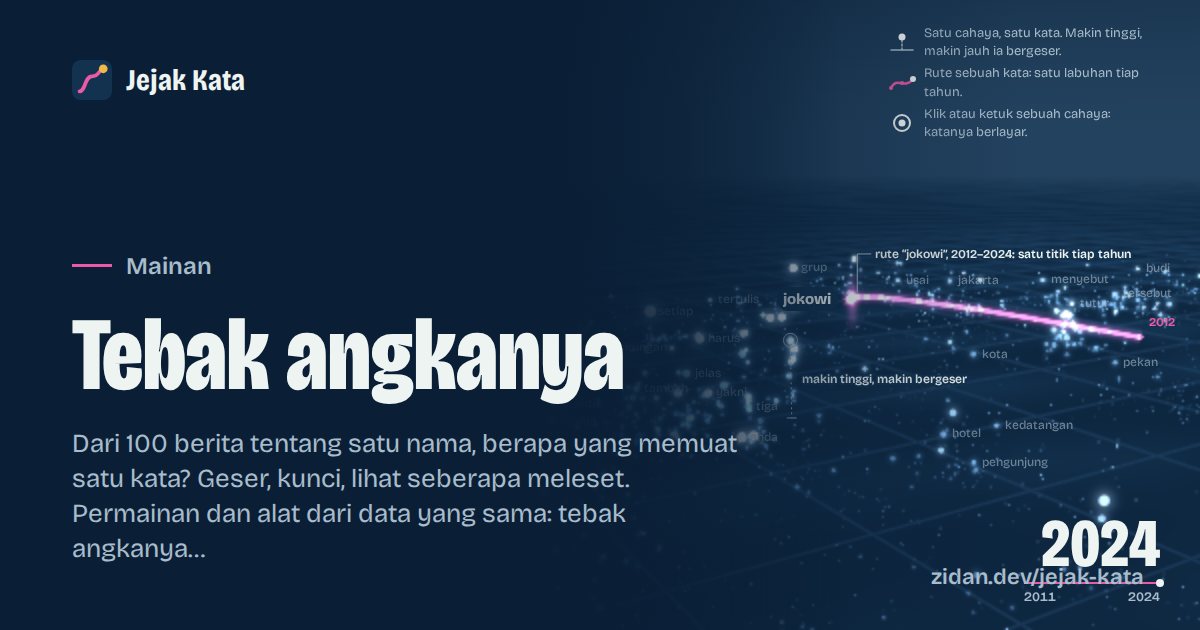 Jejak Kata
Satu cahaya, satu kata. Makin tinggi,
makin jauh ia bergeser.
Rute sebuah kata: satu labuhan tiap
tahun.
Klik atau ketuk sebuah cahaya:
katanya berlayar.
Mainan
Tebak angkanya
Dari 100 berita tentang satu nama, berapa yang memuat
satu kata? Geser, kunci, lihat seberapa meleset.
Permainan dan alat dari data yang sama: tebak
angkanya...
rute “jokowi”, 2012–2024: satu titik tiap tahun
grup
budi
usai
jakarta
menyebut
tersebut
tertulis
jokowi
setiap
tutur
2012
harus
kota
pekan
jelas
makin tinggi, makin bergeser
yakni
tiga
kedatangan
hotel
pengunjung
2024
zidan.dev/jejak-kata
2011
2024